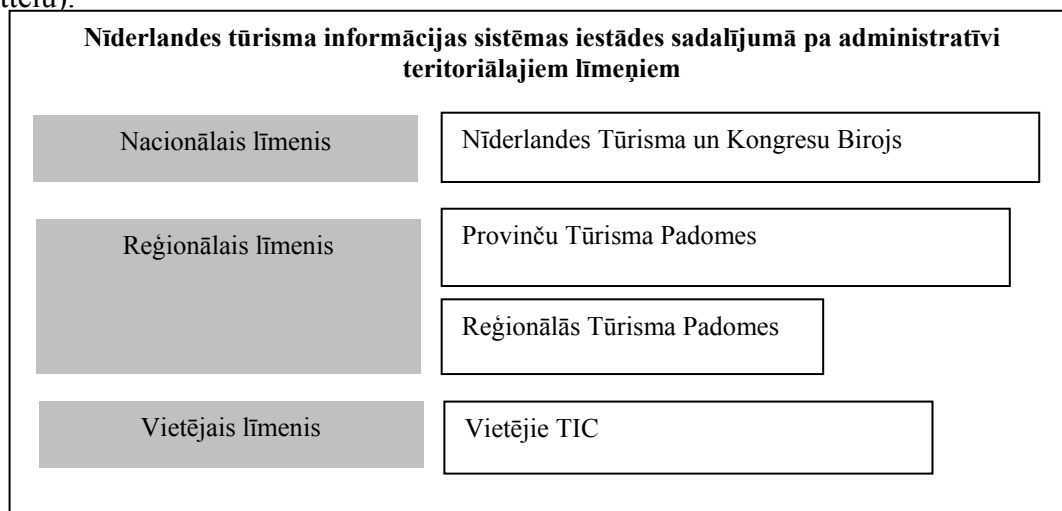 Nīderlandes tūrisma informācijas sistēmas iestādes sadalījumā pa administratīvi
teritoriālajiem līmeņiem
Nacionālais līmenis
Nīderlandes Tūrisma un Kongresu Birojs
Reģionālais līmenis
Provinču Tūrisma Padomes
Reģionālās Tūrisma Padomes
Vietējais līmenis
Vietējie TIC